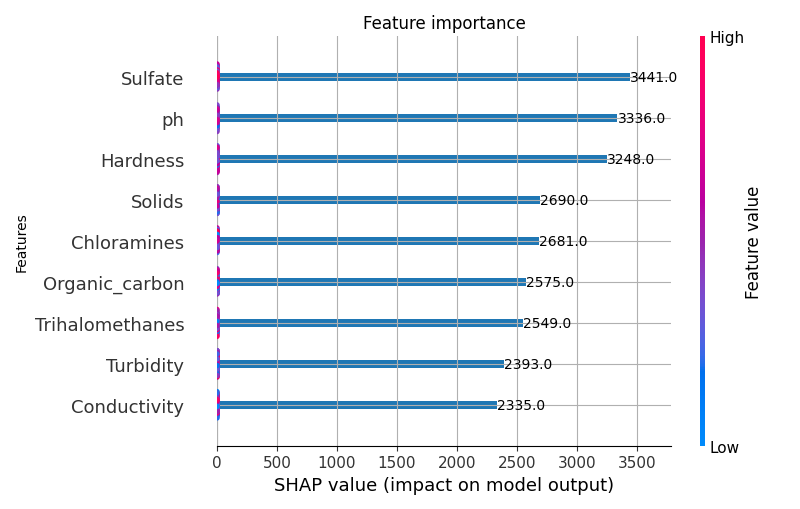 Feature importance
High
Sulfate 3441.0
ph 3336.0
Hardness 3248.0
Solids 2690.0
Chloramines 2681.0
Organic_carbon 2575.0
Trihalomethanes 2549.0
Turbidity 2393.0
Conductivity 2335.0
Features
Feature value
Low
0 500 1000 1500 2000 2500 3000 3500
SHAP value (impact on model output)